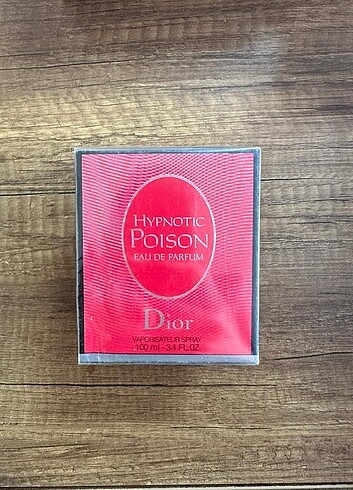 HYPNOTIC
POISON
EAU DE PARFUM
Dior
VAPORISATEUR SPRAY
100 ml - 3.4 FL.OZ